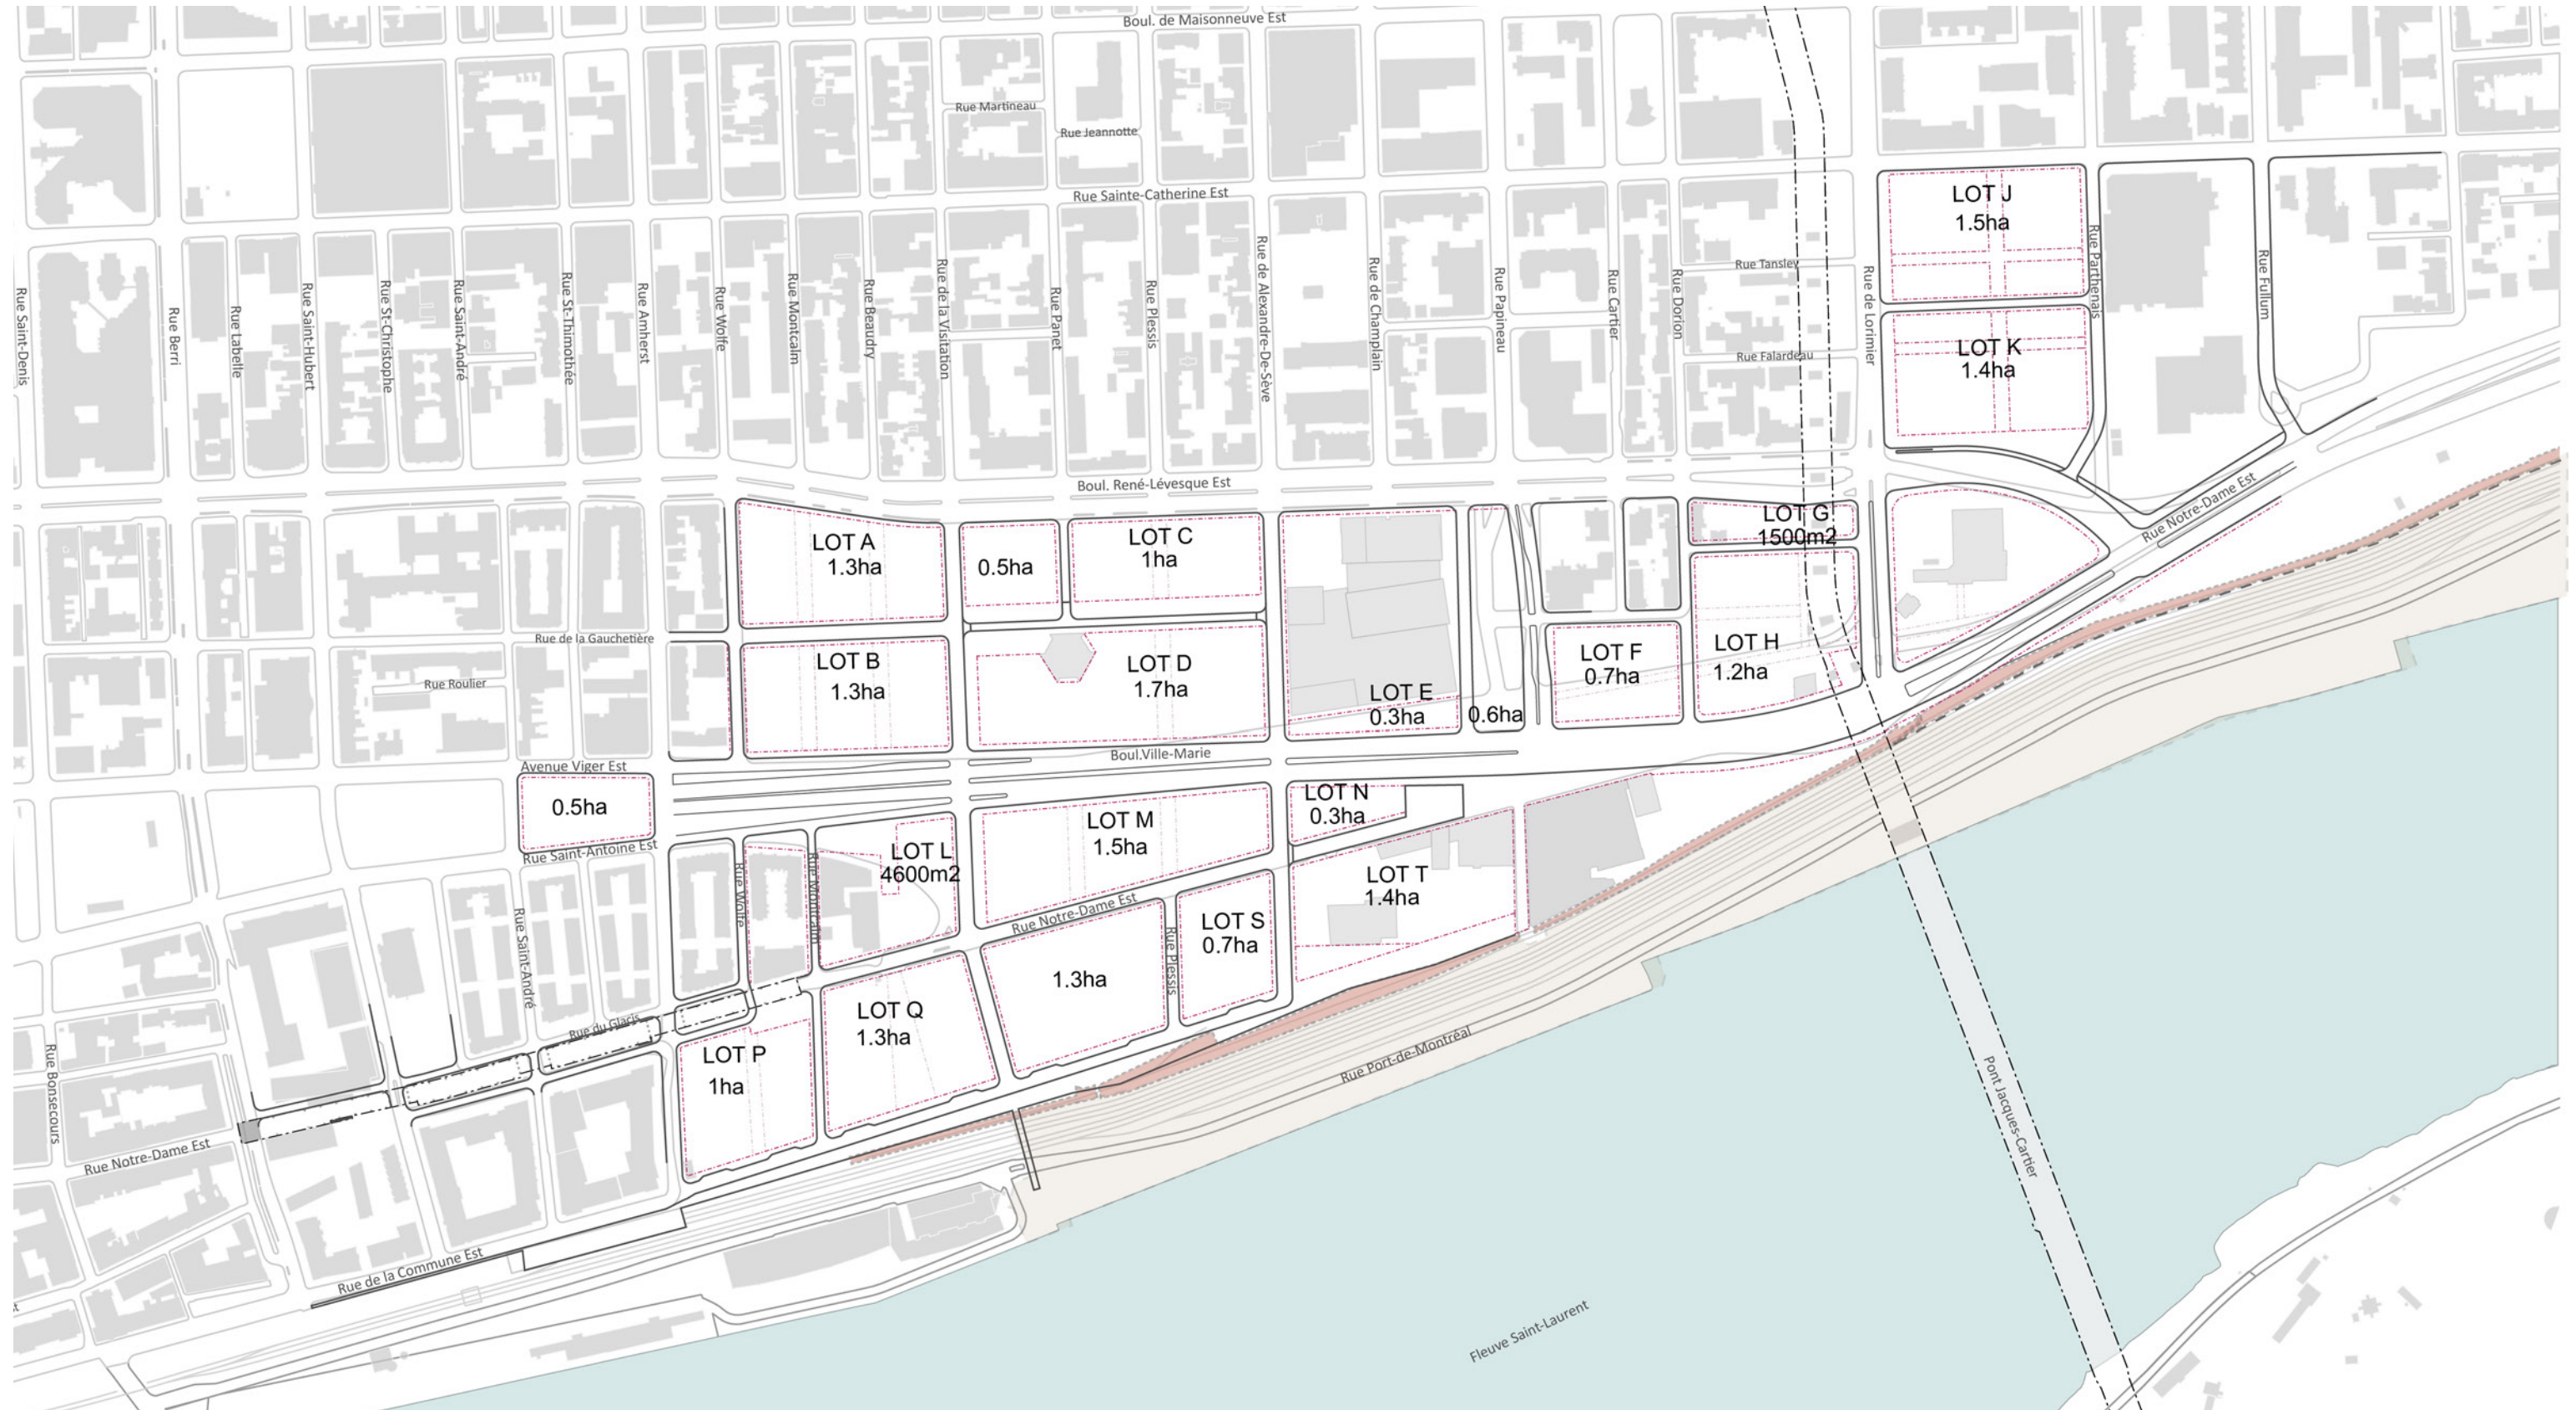 Boul. de Maisonneuve Est
Rue Martineau
Rue Jeannotte
Rue Sainte-Catherine Est
Rue Saint-Denis
Rue Berri
Rue Labelle
Rue Saint-Hubert
Rue St-Christophe
Rue Saint-André
Rue St-Thimothée
Rue Amherst
Rue Wolfe
Rue Montcalm
Rue Beaudry
Rue de la Visitation
Rue Panet
Rue Plessis
Rue de Alexandre-De-Sève
Rue de Champlain
Rue Papineau
Rue Cartier
Rue Dorion
Rue Tansley
Rue Falardeau
Rue de Lorimier
Rue Parthenais
Rue Fullum
LOT J
1.5ha
LOT K
1.4ha
Boul. René-Lévesque Est
LOT A
1.3ha
0.5ha
LOT C
1ha
LOT G
1500m2
Rue Notre-Dame Est
Rue de la Gauchetière
LOT B
1.3ha
LOT D
1.7ha
LOT E
0.3ha
0.6ha
LOT F
0.7ha
LOT H
1.2ha
Rue Roulier
Boul.Ville-Marie
Avenue Viger Est
0.5ha
Rue Saint-Antoine Est
Rue Wolfe
Rue Montcalm
LOT L
4600m2
LOT M
1.5ha
LOT N
0.3ha
LOT T
1.4ha
Rue Notre-Dame Est
Rue Plessis
LOT S
0.7ha
1.3ha
Rue Saint-André
Rue du Glacis
LOT P
1ha
LOT Q
1.3ha
Rue Port-de-Montréal
Pont Jacques-Cartier
Rue Bonsecours
Rue Notre-Dame Est
Rue de la Commune Est
Fleuve Saint-Laurent